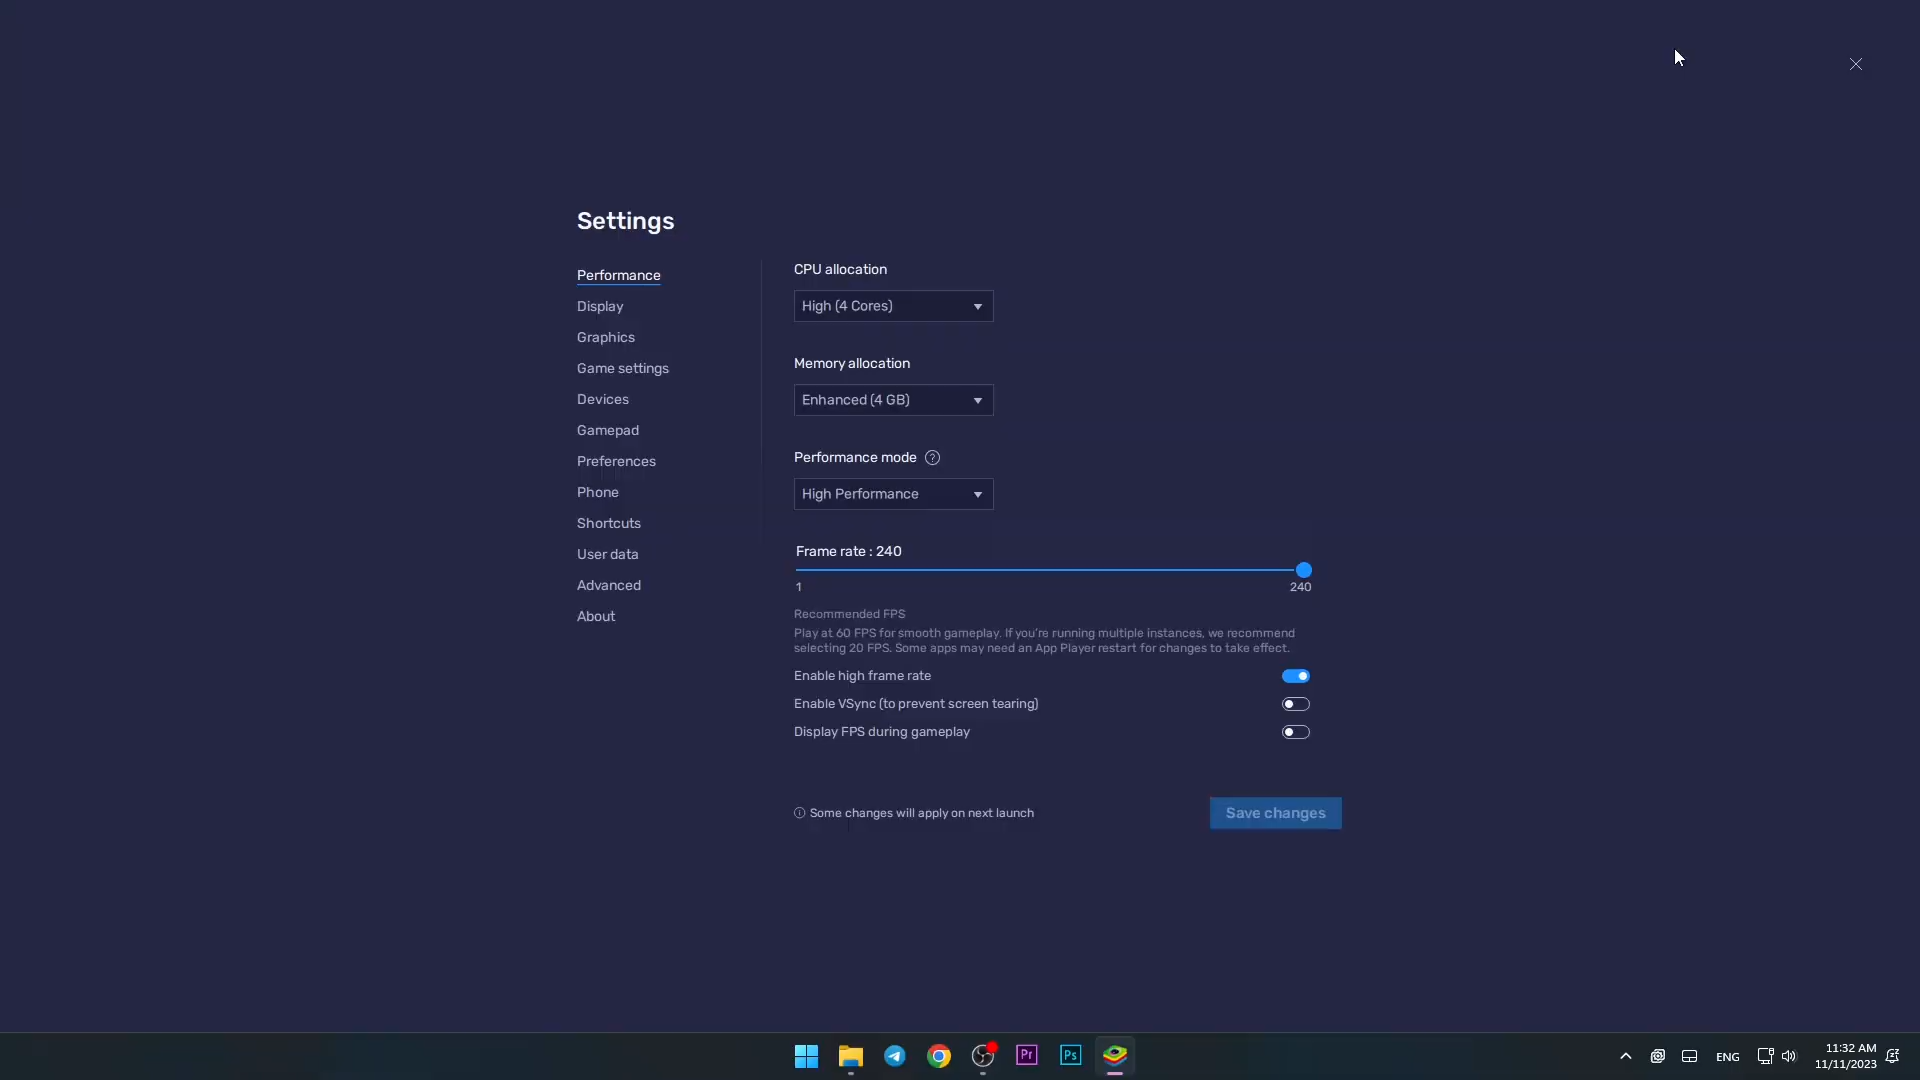 Settings
Performance
Display
Graphics
Game settings
Devices
Gamepad
Preferences
Phone
Shortcuts
User data
Advanced
About
CPU allocation
High (4 Cores)
Memory allocation
Enhanced (4 GB)
Performance mode ?
High Performance
Frame rate : 240
1 240
Recommended FPS
Play at 60 FPS for smooth gameplay. If you're running multiple instances, we recommend
selecting 20 FPS. Some apps may need an App Player restart for changes to take effect.
Enable high frame rate
Enable VSync (to prevent screen tearing)
Display FPS during gameplay
Some changes will apply on next launch
Save changes
Pr
Ps
ENG
11:32 AM
11/11/2023